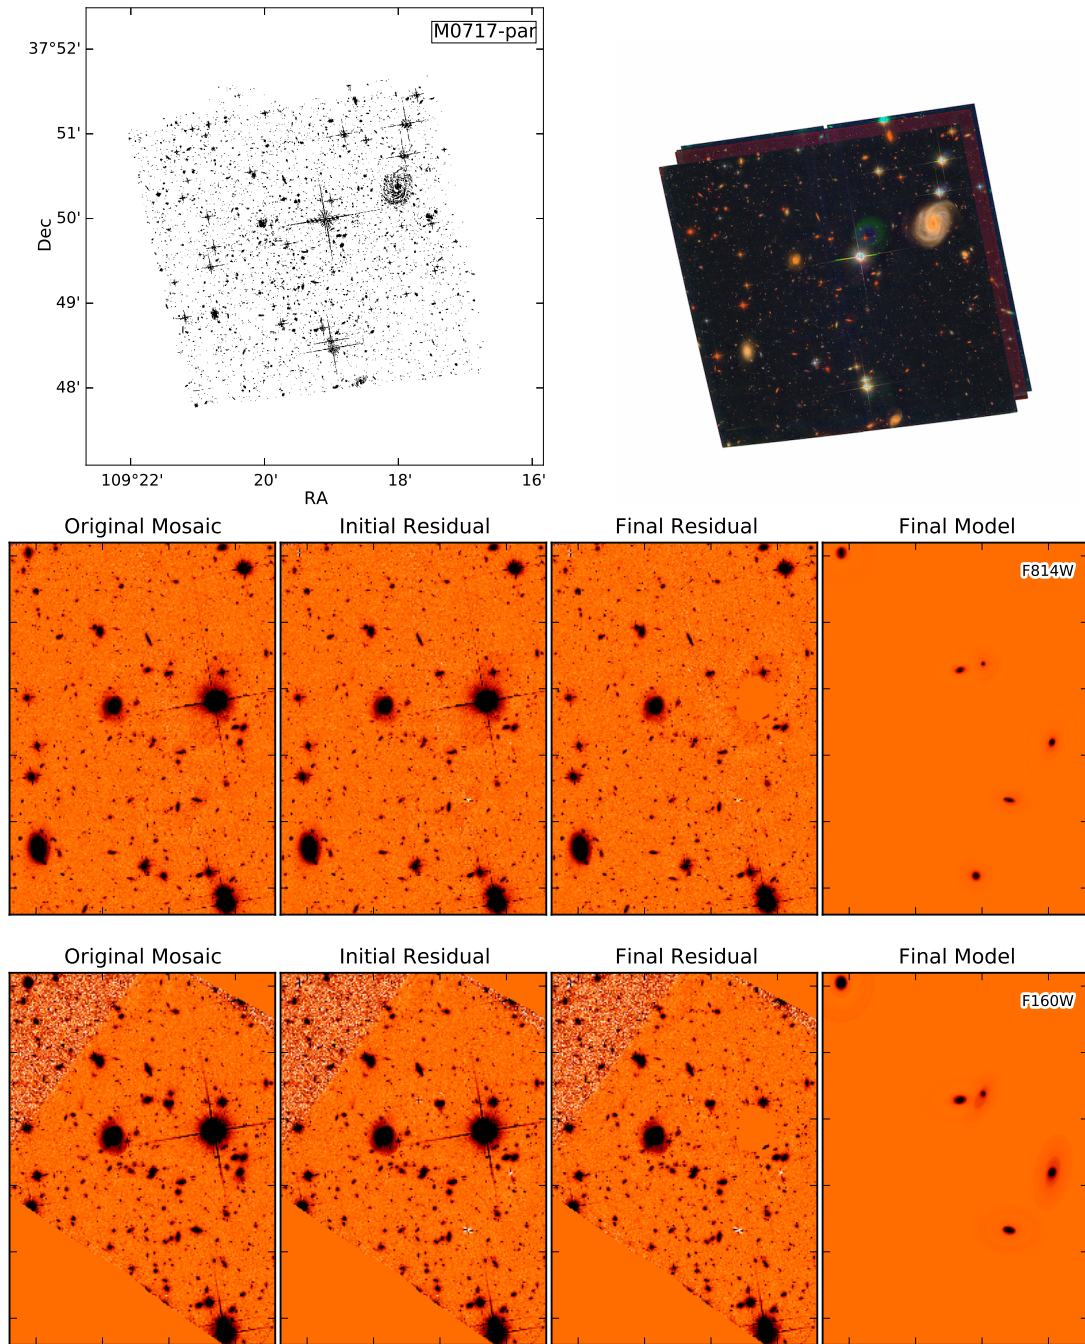 M0717-par
37°52'
51'
50'
49'
48'
Dec
109°22'
20'
18'
16'
RA
Original Mosaic
Initial Residual
Final Residual
Final Model
F814W
Original Mosaic
Initial Residual
Final Residual
Final Model
F160W